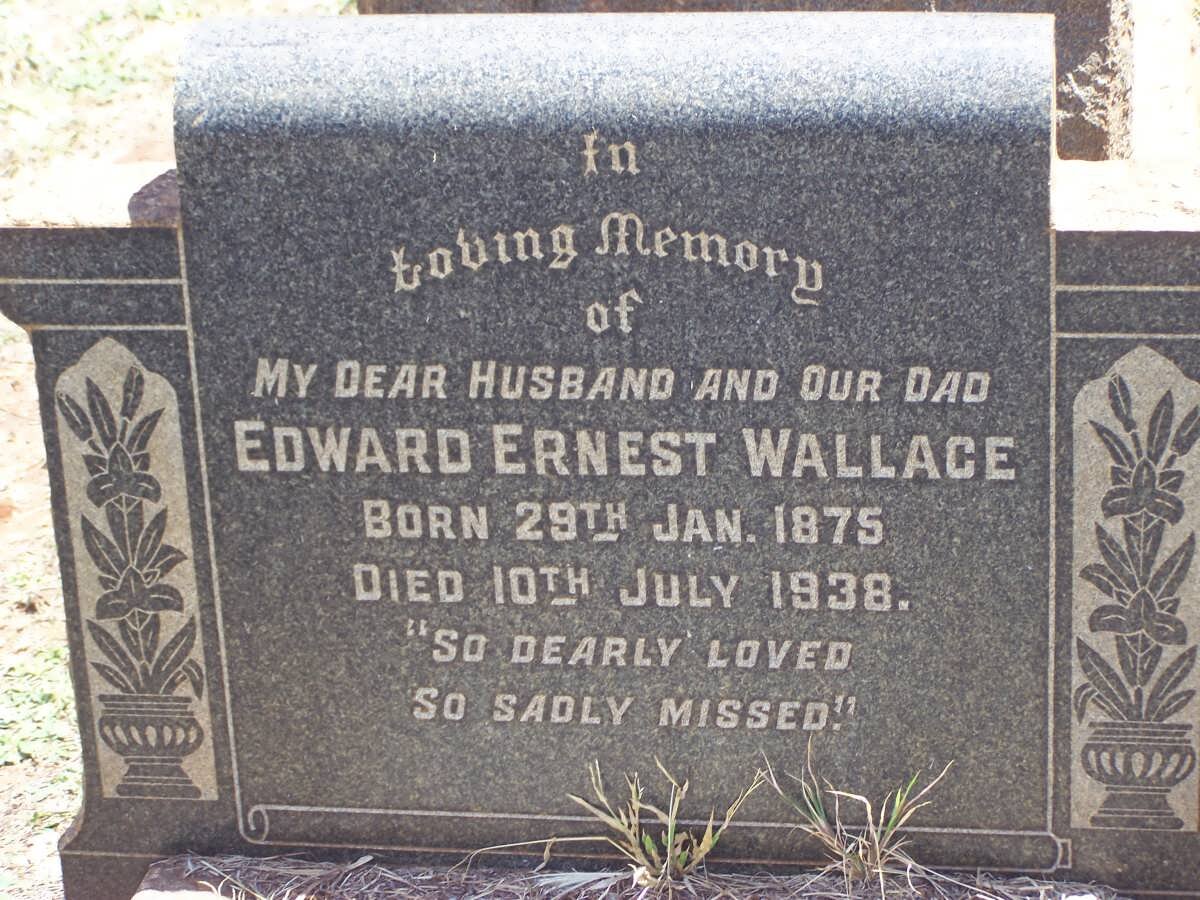 In
Loving Memory
of
My Dear Husband and Our Dad
Edward Ernest Wallace
Born 29th Jan. 1875
Died 10th July 1938.
"So dearly loved
So sadly missed."